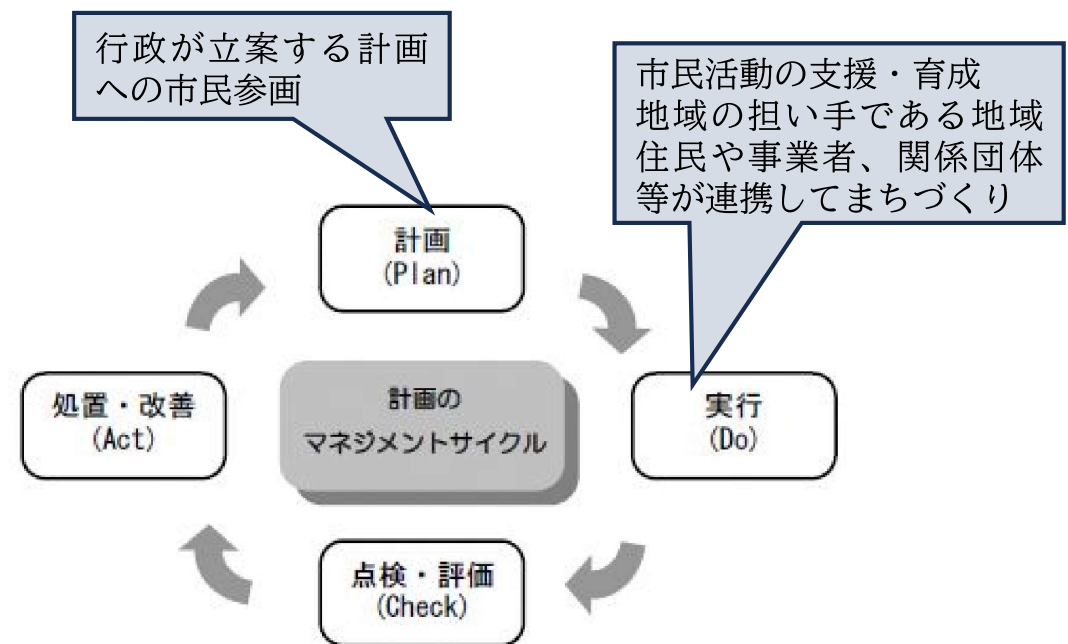 行政が立案する計画
への市民参画
市民活動の支援・育成
地域の担い手である地域
住民や事業者、関係団体
等が連携してまちづくり
計画
(Plan)
処置・改善
(Act)
計画の
マネジメントサイクル
実行
(Do)
点検・評価
(Check)